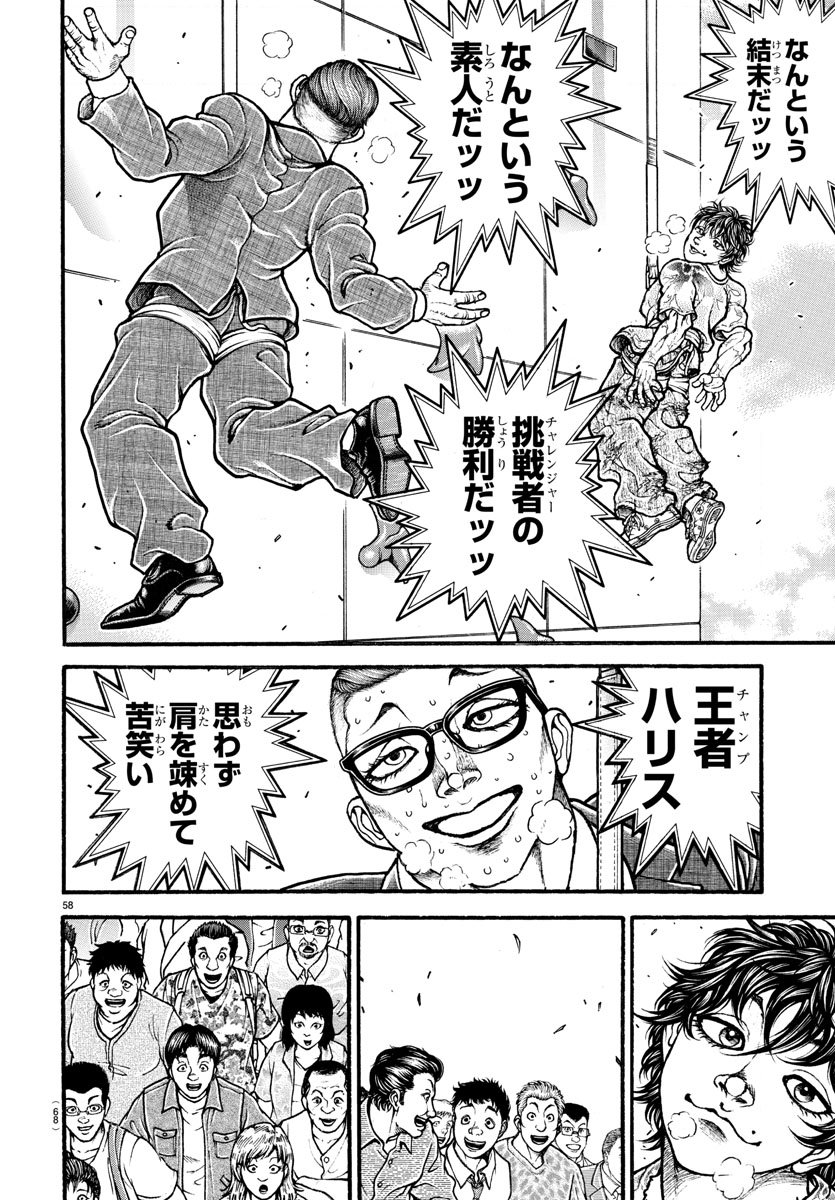 なんという
結末だッッ
なんという
素人だッッ
挑戦者の
勝利だッッ
王者
ハリス
思わず
肩を竦めて
苦笑い
58
(68)